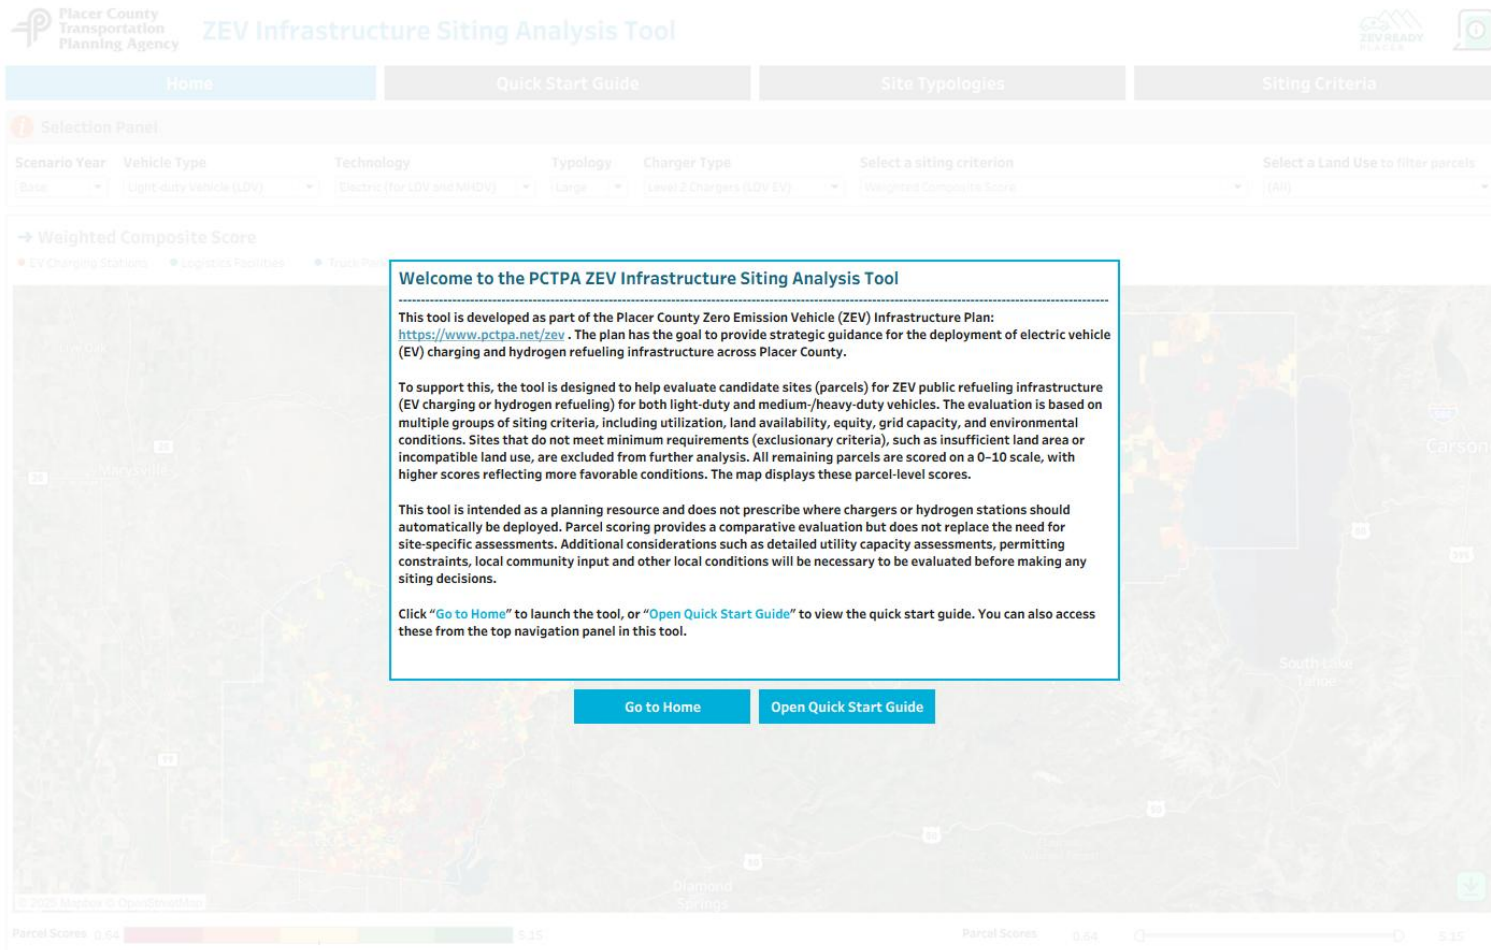 Placer County
Transportation
Planning Agency
ZEV Infrastructure Siting Analysis Tool
ZEV READY
PLACER
Home
Quick Start Guide
Site Typologies
Siting Criteria
Selection Panel
Scenario Year
Vehicle Type
Technology
Typology
Charger Type
Select a siting criterion
Select a Land Use to filter parcels
Base
Light-duty Vehicle (LDV)
Electric (for LDV and MHDV)
Large
Level 2 Chargers (LDV EV)
Weighted Composite Score
(All)
→ Weighted Composite Score
EV Charging Stations
Logistics Facilities
Truck
Welcome to the PCTPA ZEV Infrastructure Siting Analysis Tool
This tool is developed as part of the Placer County Zero Emission Vehicle (ZEV) Infrastructure Plan:
https://www.pctpa.net/zev . The plan has the goal to provide strategic guidance for the deployment of electric vehicle
(EV) charging and hydrogen refueling infrastructure across Placer County.
To support this, the tool is designed to help evaluate candidate sites (parcels) for ZEV public refueling infrastructure
(EV charging or hydrogen refueling) for both light-duty and medium-/heavy-duty vehicles. The evaluation is based on
multiple groups of siting criteria, including utilization, land availability, equity, grid capacity, and environmental
conditions. Sites that do not meet minimum requirements (exclusionary criteria), such as insufficient land area or
incompatible land use, are excluded from further analysis. All remaining parcels are scored on a 0–10 scale, with
higher scores reflecting more favorable conditions. The map displays these parcel-level scores.
This tool is intended as a planning resource and does not prescribe where chargers or hydrogen stations should
automatically be deployed. Parcel scoring provides a comparative evaluation but does not replace the need for
site-specific assessments. Additional considerations such as detailed utility capacity assessments, permitting
constraints, local community input and other local conditions will be necessary to be evaluated before making any
siting decisions.
Click “Go to Home” to launch the tool, or “Open Quick Start Guide” to view the quick start guide. You can also access
these from the top navigation panel in this tool.
Go to Home
Open Quick Start Guide
Marysville
Carson
South Lake
Tahoe
Diamond
Springs
© 2025 Mapbox © OpenStreetMap
Parcel Scores 0.64
5.15
Parcel Scores
0.64
5.15